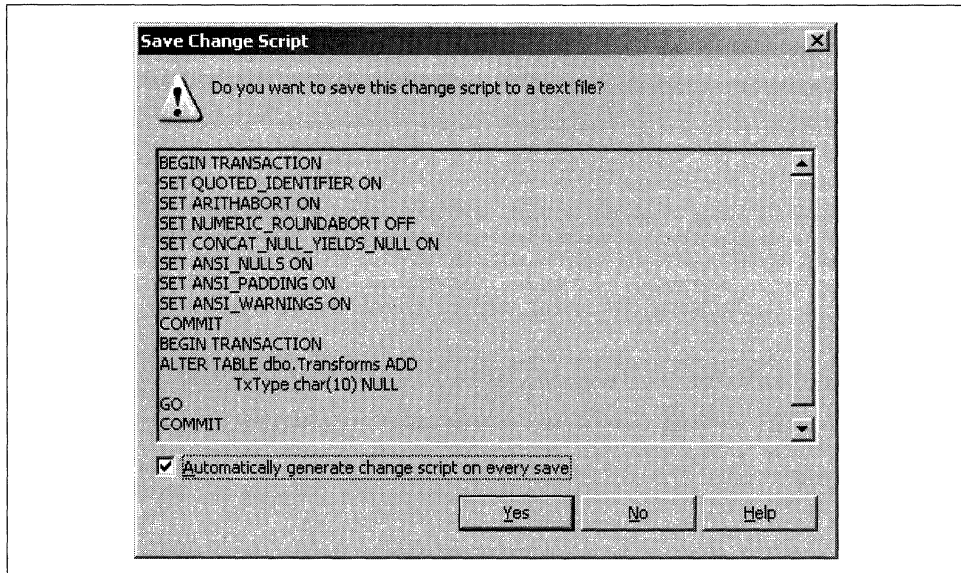 Save Change Script
Do you want to save this change script to a text file?
BEGIN TRANSACTION
SET QUOTED_IDENTIFIER ON
SET ARITHABORT ON
SET NUMERIC_ROUNDABORT OFF
SET CONCAT_NULL_YIELDS_NULL ON
SET ANSI_NULLS ON
SET ANSI_PADDING ON
SET ANSI_WARNINGS ON
COMMIT
BEGIN TRANSACTION
ALTER TABLE dbo.Transforms ADD
TxType char(10) NULL
GO
COMMIT
Automatically generate change script on every save
Yes
No
Help